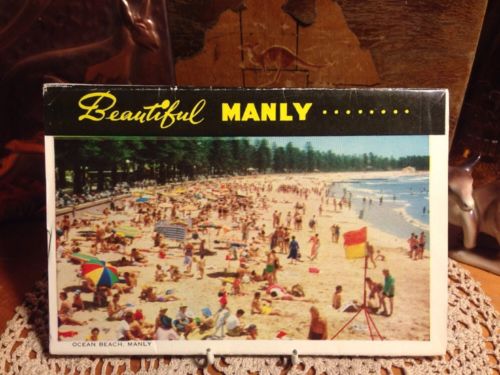 Beautiful MANLY ........
OCEAN BEACH, MANLY